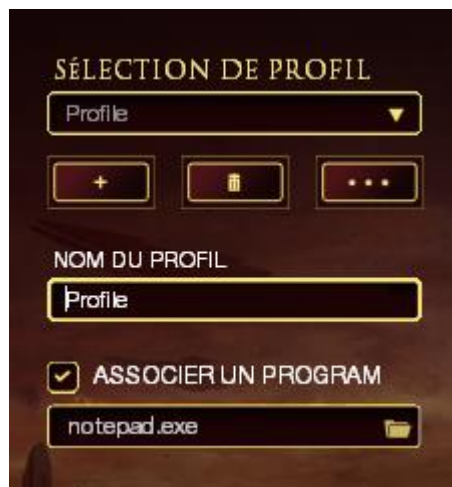 SÉLECTION DE PROFIL
Profile
NOM DU PROFIL
Profile
ASSOCIER UN PROGRAM
notepad.exe